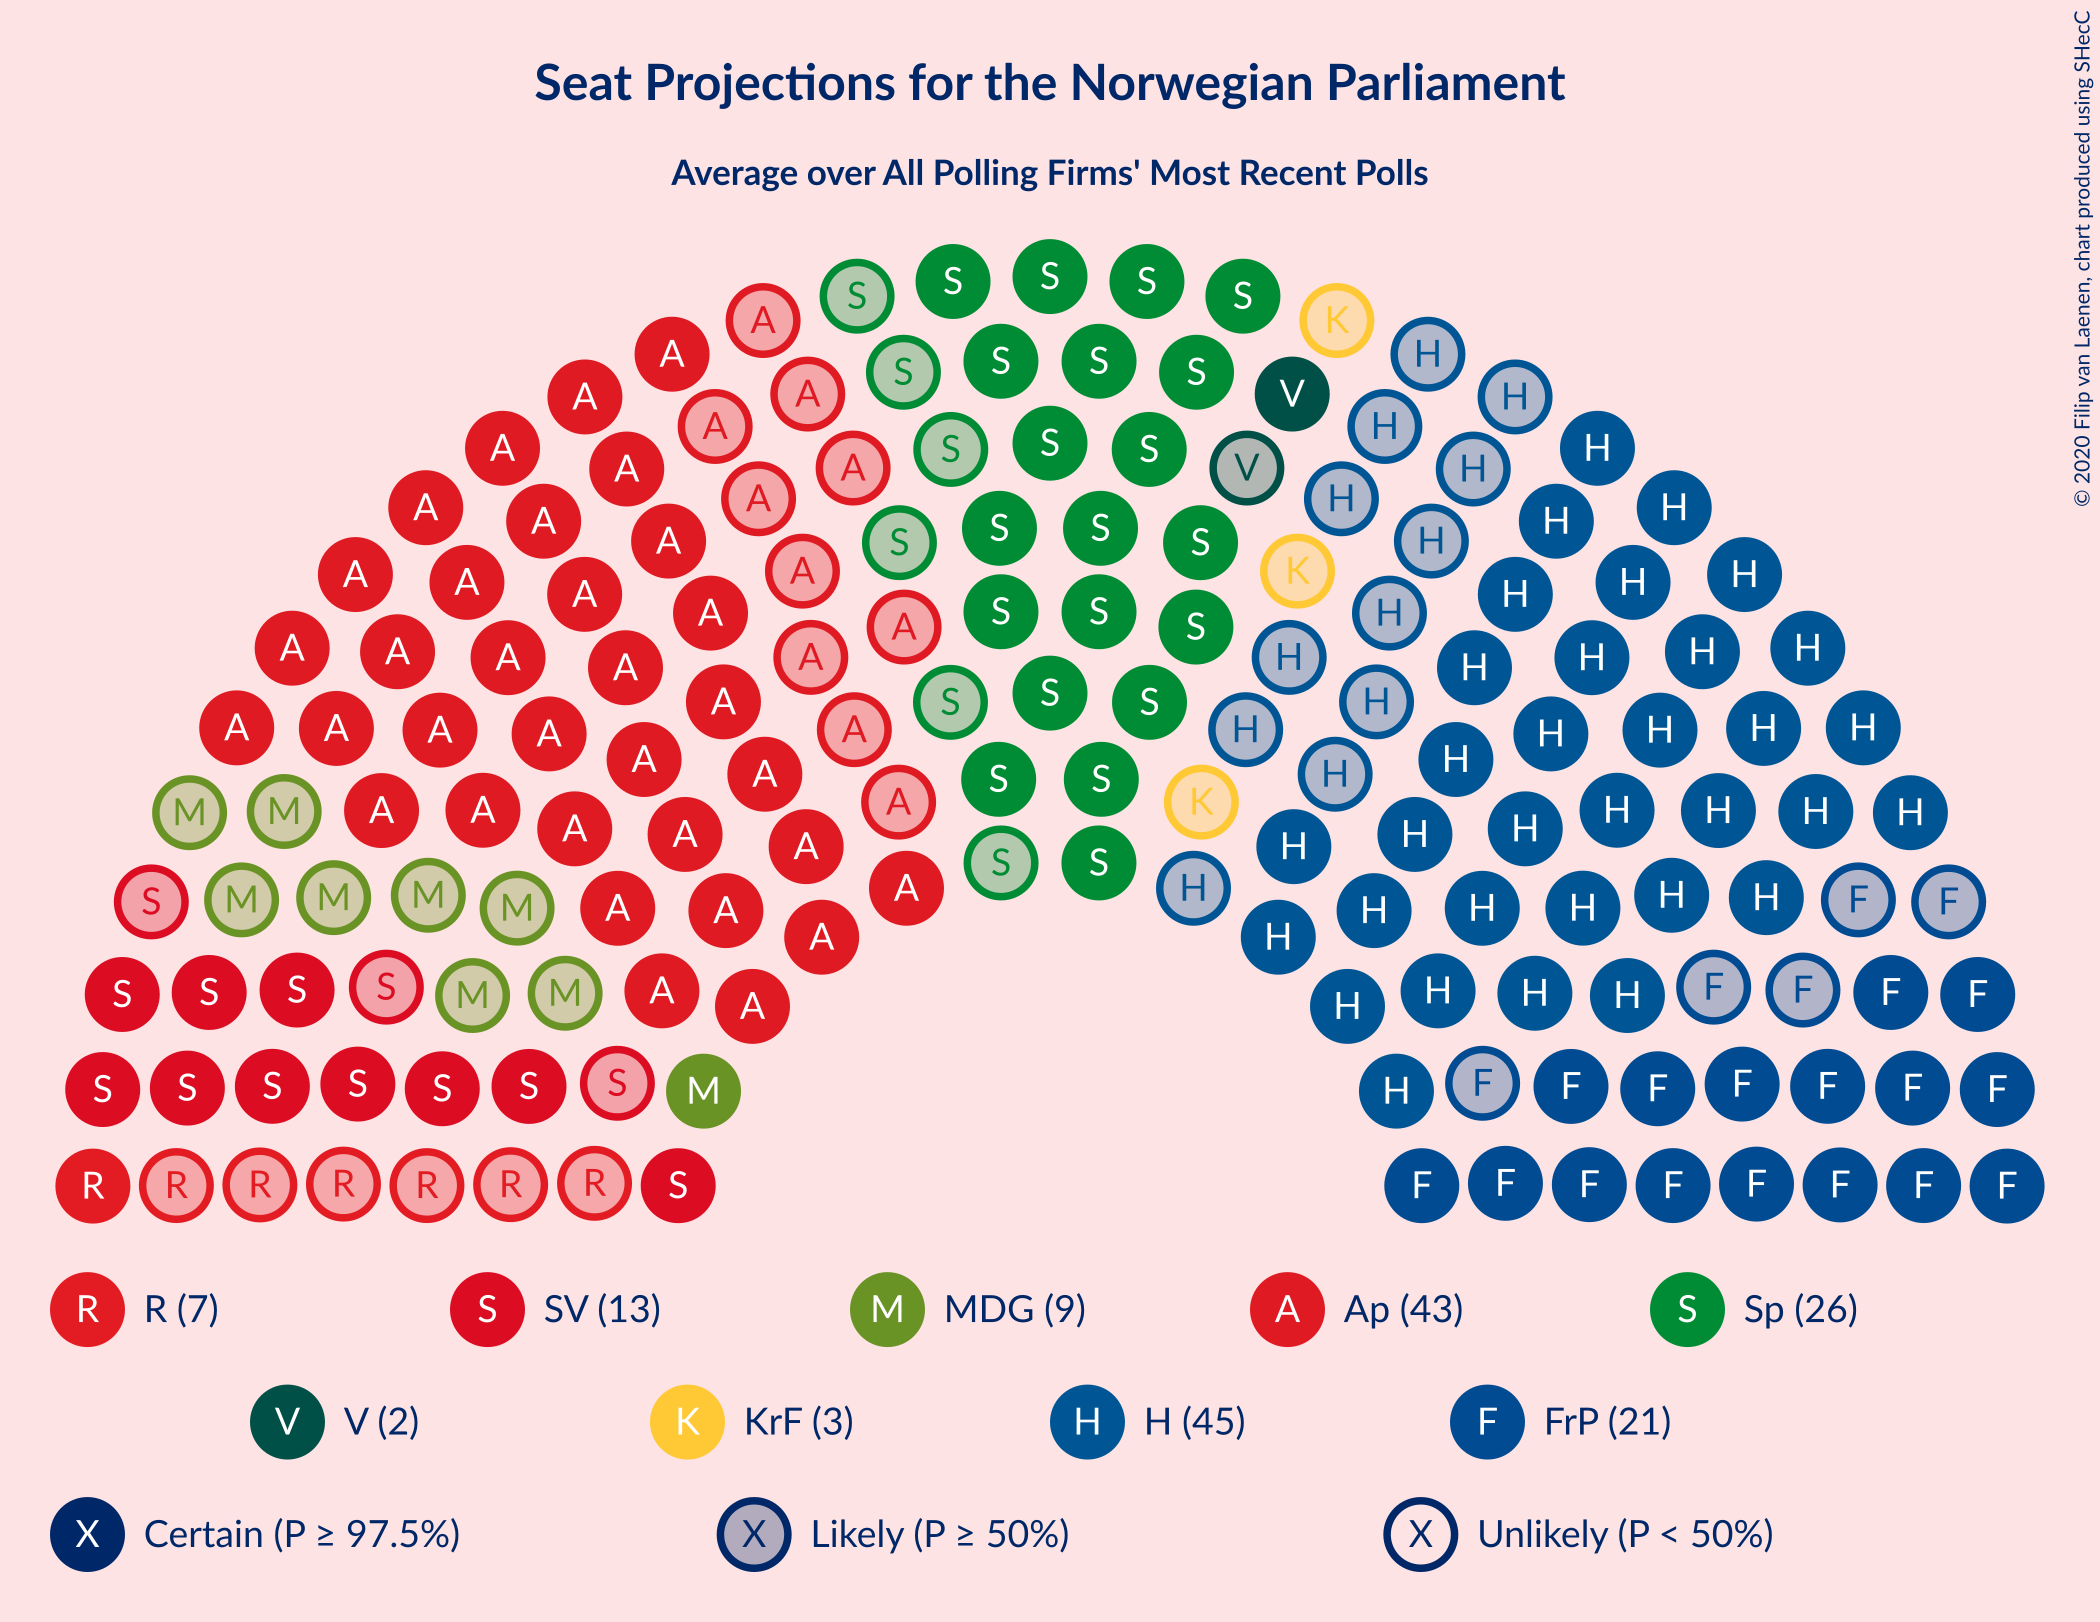 Seat Projections for the Norwegian Parliament
Average over All Polling Firms' Most Recent Polls
© 2020 Filip van Laenen, chart produced using SHecC
S S S S S
A K
A H
A S S S S H
A A V H
A A S S S V H H H
A A A A H H H
A A A S S S S K H H H
A A A A S S S H H H H
A A A A A S S S H H H H H
A A A A A A H H H H H H
M M A A A A A A S S K H H H H H H H H
S M M M M A A A A S S H H H H H H H F F
S S S S M M A A H H H H F F F F
S S S S S S S M H F F F F F F F
R R R R R R R S F F F F F F F F
R R (7) S SV (13) M MDG (9) A Ap (43) S Sp (26)
V V (2) K KrF (3) H H (45) F FrP (21)
X Certain (P ≥ 97.5%) X Likely (P ≥ 50%) X Unlikely (P < 50%)